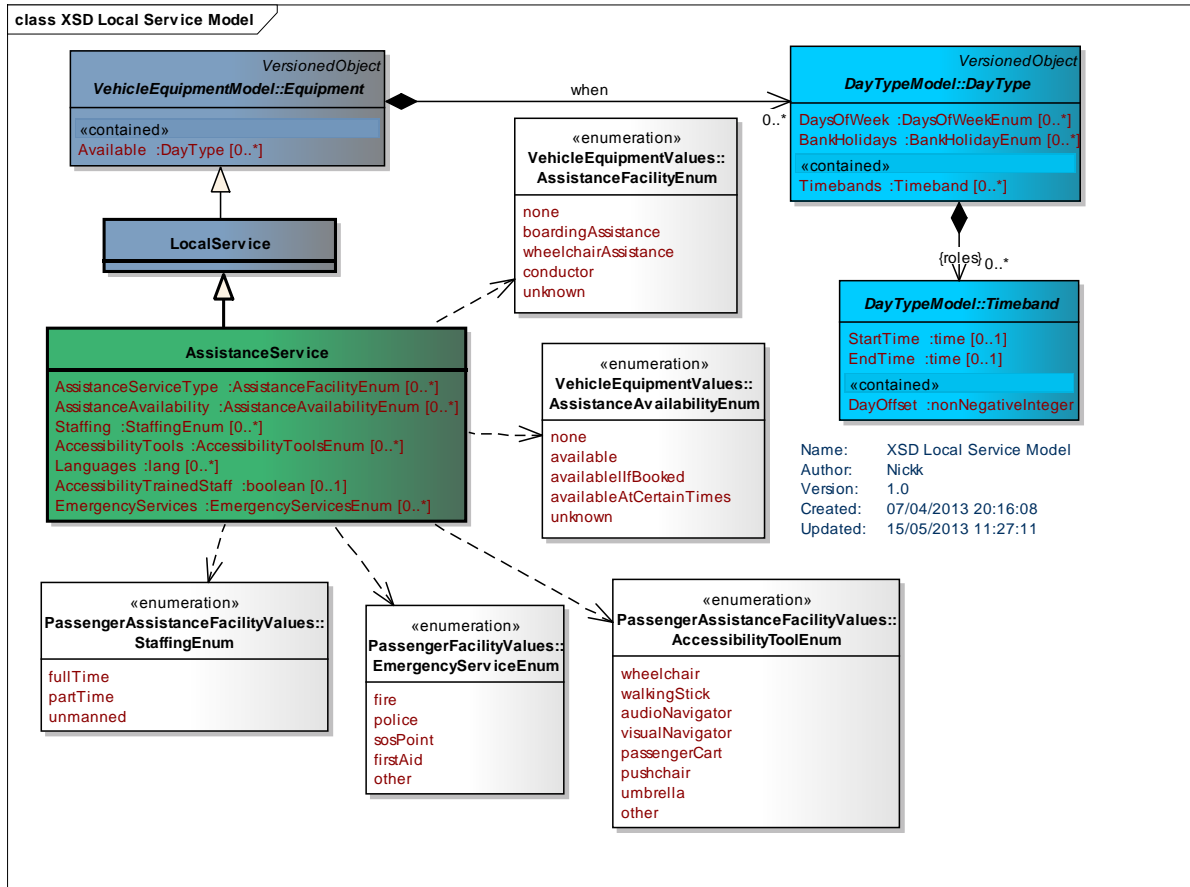 class XSD Local Service Model
VersionedObject
VehicleEquipmentModel::Equipment
«contained»
Available :DayType [0..*]
when
0..*
VersionedObject
DayTypeModel::DayType
DaysOfWeek :DaysOfWeekEnum [0..*]
BankHolidays :BankHolidayEnum [0..*]
«contained»
Timebands :Timeband [0..*]
«enumeration»
VehicleEquipmentValues::
AssistanceFacilityEnum
none
boardingAssistance
wheelchairAssistance
conductor
unknown
LocalService
{roles}
0..*
DayTypeModel::Timeband
StartTime :time [0..1]
EndTime :time [0..1]
«contained»
DayOffset :nonNegativeInteger
AssistanceService
AssistanceServiceType :AssistanceFacilityEnum [0..*]
AssistanceAvailability :AssistanceAvailabilityEnum [0..*]
Staffing :StaffingEnum [0..*]
AccessibilityTools :AccessibilityToolsEnum [0..*]
Languages :lang [0..*]
AccessibilityTrainedStaff :boolean [0..1]
EmergencyServices :EmergencyServicesEnum [0..*]
«enumeration»
VehicleEquipmentValues::
AssistanceAvailabilityEnum
none
available
availableIfBooked
availableAtCertainTimes
unknown
Name: XSD Local Service Model
Author: Nickk
Version: 1.0
Created: 07/04/2013 20:16:08
Updated: 15/05/2013 11:27:11
«enumeration»
PassengerAssistanceFacilityValues::
StaffingEnum
fullTime
partTime
unmanned
«enumeration»
PassengerFacilityValues::
EmergencyServiceEnum
fire
police
sosPoint
firstAid
other
«enumeration»
PassengerAssistanceFacilityValues::
AccessibilityToolEnum
wheelchair
walkingStick
audioNavigator
visualNavigator
passengerCart
pushchair
umbrella
other